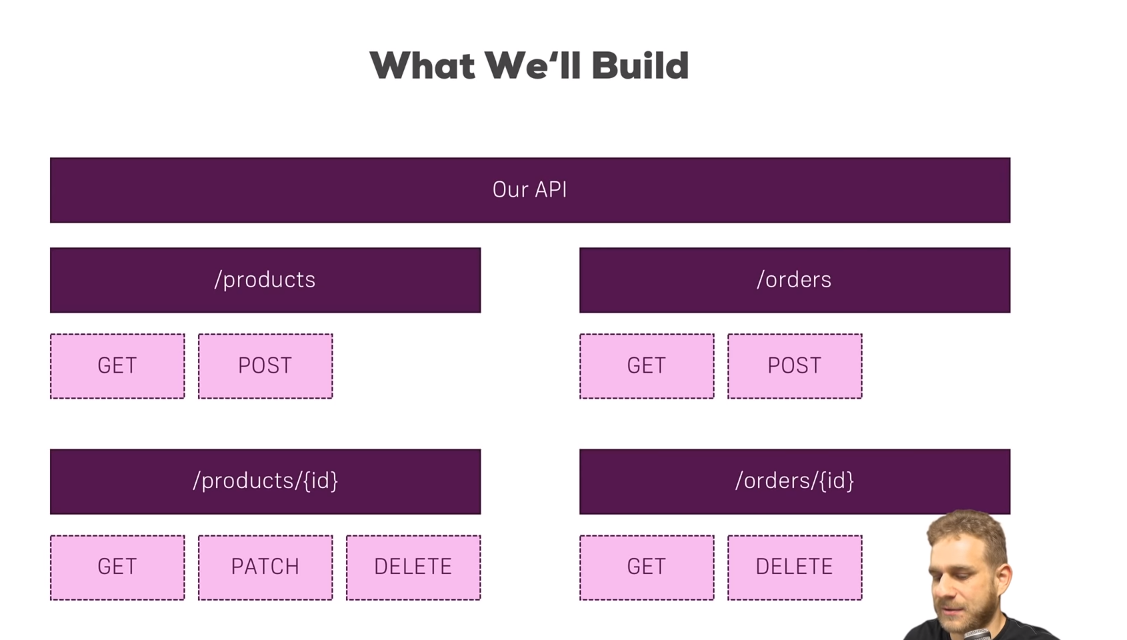 What We‘ll Build
Our API
/products
/orders
GET
POST
GET
POST
/products/{id}
/orders/{id}
GET
PATCH
DELETE
GET
DELETE